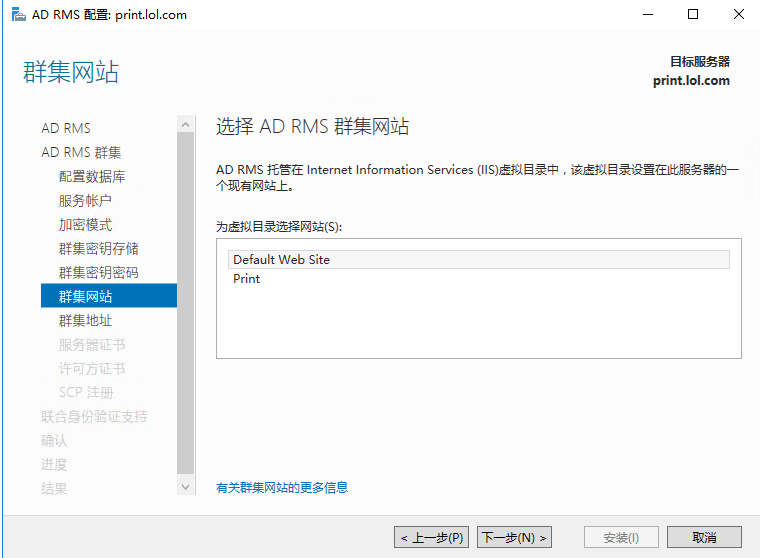 AD RMS 配置: print.lol.com
群集网站
目标服务器
print.lol.com
AD RMS
AD RMS 群集
配置数据库
服务帐户
加密模式
群集密钥存储
群集密钥密码
群集网站
群集地址
服务器证书
许可方证书
SCP 注册
联合身份验证支持
确认
进度
结果
选择 AD RMS 群集网站
AD RMS 托管在 Internet Information Services (IIS)虚拟目录中，该虚拟目录设置在此服务器的一
个现有网站上。
为虚拟目录选择网站(S):
Default Web Site
Print
有关群集网站的更多信息
< 上一步(P)
下一步(N) >
安装(I)
取消